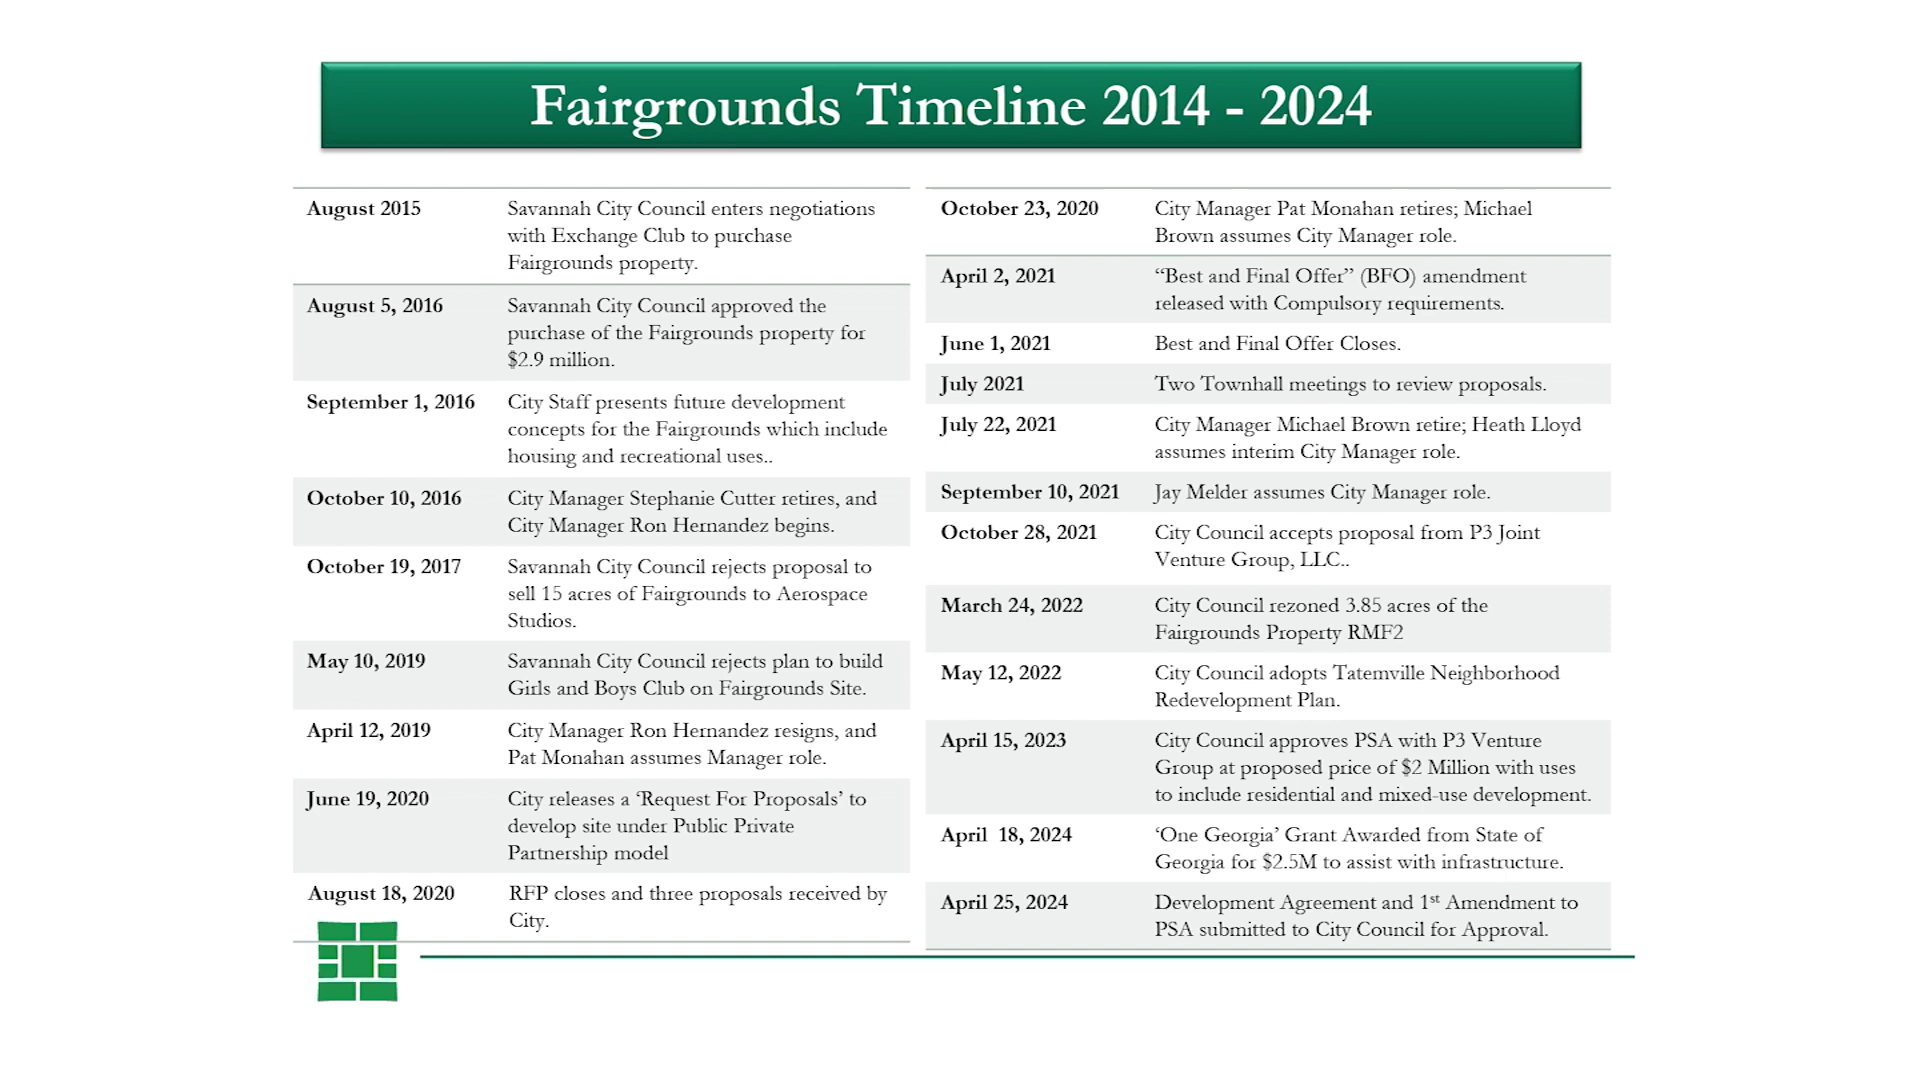 Fairgrounds Timeline 2014 - 2024
August 2015 Savannah City Council enters negotiations
with Exchange Club to purchase
Fairgrounds property.
August 5, 2016 Savannah City Council approved the
purchase of the Fairgrounds property for
$2.9 million.
September 1, 2016 City Staff presents future development
concepts for the Fairgrounds which include
housing and recreational uses..
October 10, 2016 City Manager Stephanie Cutter retires, and
City Manager Ron Hernandez begins.
October 19, 2017 Savannah City Council rejects proposal to
sell 15 acres of Fairgrounds to Aerospace
Studios.
May 10, 2019 Savannah City Council rejects plan to build
Girls and Boys Club on Fairgrounds Site.
April 12, 2019 City Manager Ron Hernandez resigns, and
Pat Monahan assumes Manager role.
June 19, 2020 City releases a ‘Request For Proposals’ to
develop site under Public Private
Partnership model
August 18, 2020 RFP closes and three proposals received by
City.
October 23, 2020 City Manager Pat Monahan retires; Michael
Brown assumes City Manager role.
April 2, 2021 “Best and Final Offer” (BFO) amendment
released with Compulsory requirements.
June 1, 2021 Best and Final Offer Closes.
July 2021 Two Townhall meetings to review proposals.
July 22, 2021 City Manager Michael Brown retire; Heath Lloyd
assumes interim City Manager role.
September 10, 2021 Jay Melder assumes City Manager role.
October 28, 2021 City Council accepts proposal from P3 Joint
Venture Group, LLC..
March 24, 2022 City Council rezoned 3.85 acres of the
Fairgrounds Property RMF2
May 12, 2022 City Council adopts Tatemville Neighborhood
Redevelopment Plan.
April 15, 2023 City Council approves PSA with P3 Venture
Group at proposed price of $2 Million with uses
to include residential and mixed-use development.
April 18, 2024 ‘One Georgia’ Grant Awarded from State of
Georgia for $2.5M to assist with infrastructure.
April 25, 2024 Development Agreement and 1st Amendment to
PSA submitted to City Council for Approval.